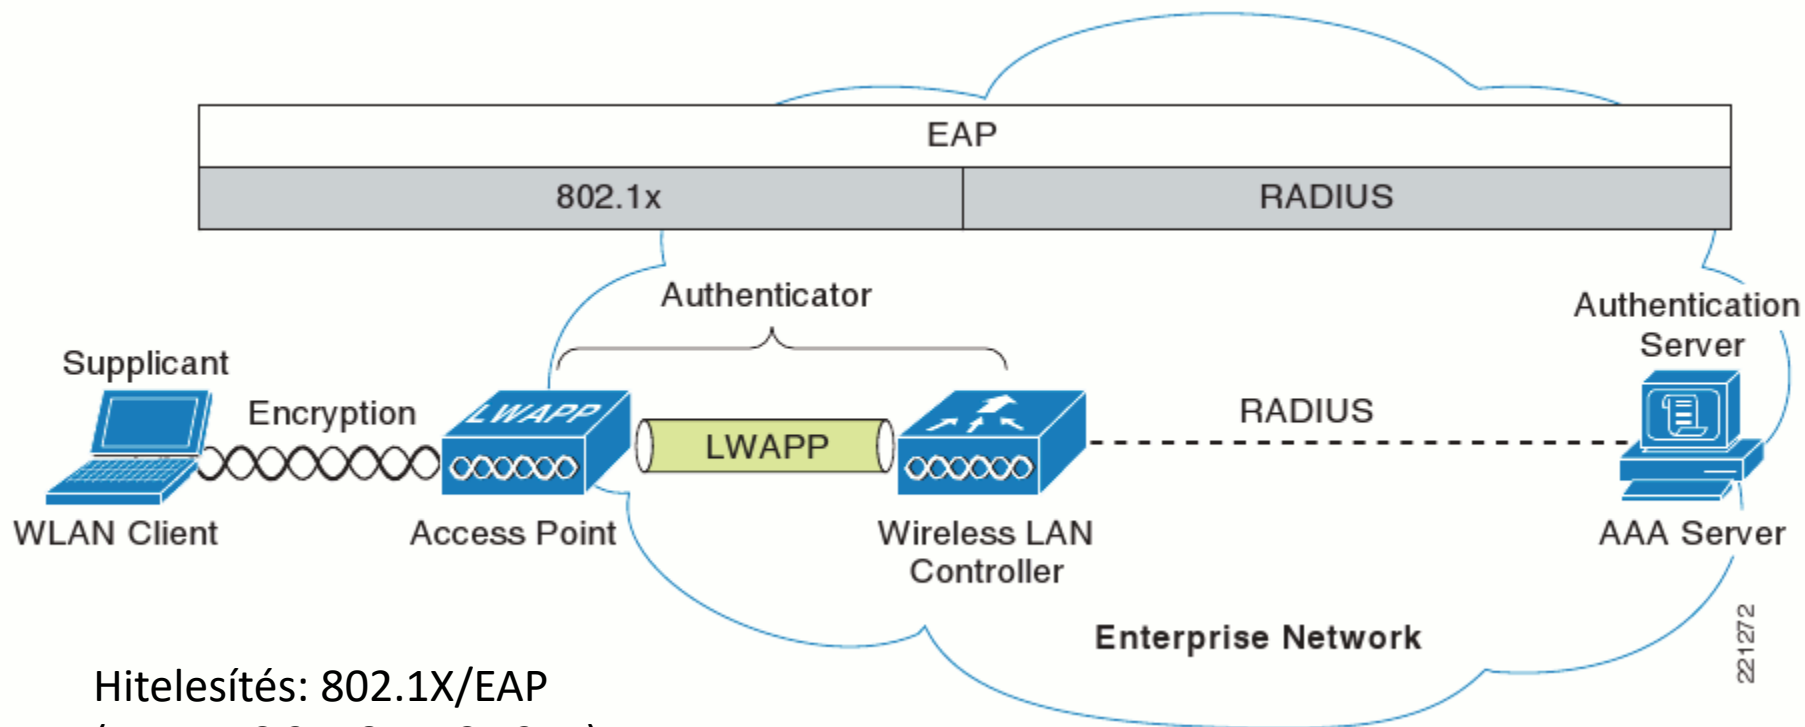 EAP
802.1x
RADIUS
Authenticator
Authentication
Server
Supplicant
Encryption
LWAPP
LWAPP
RADIUS
WLAN Client
Access Point
Wireless LAN
Controller
AAA Server
Enterprise Network
221272
Hitelesítés: 802.1X/EAP